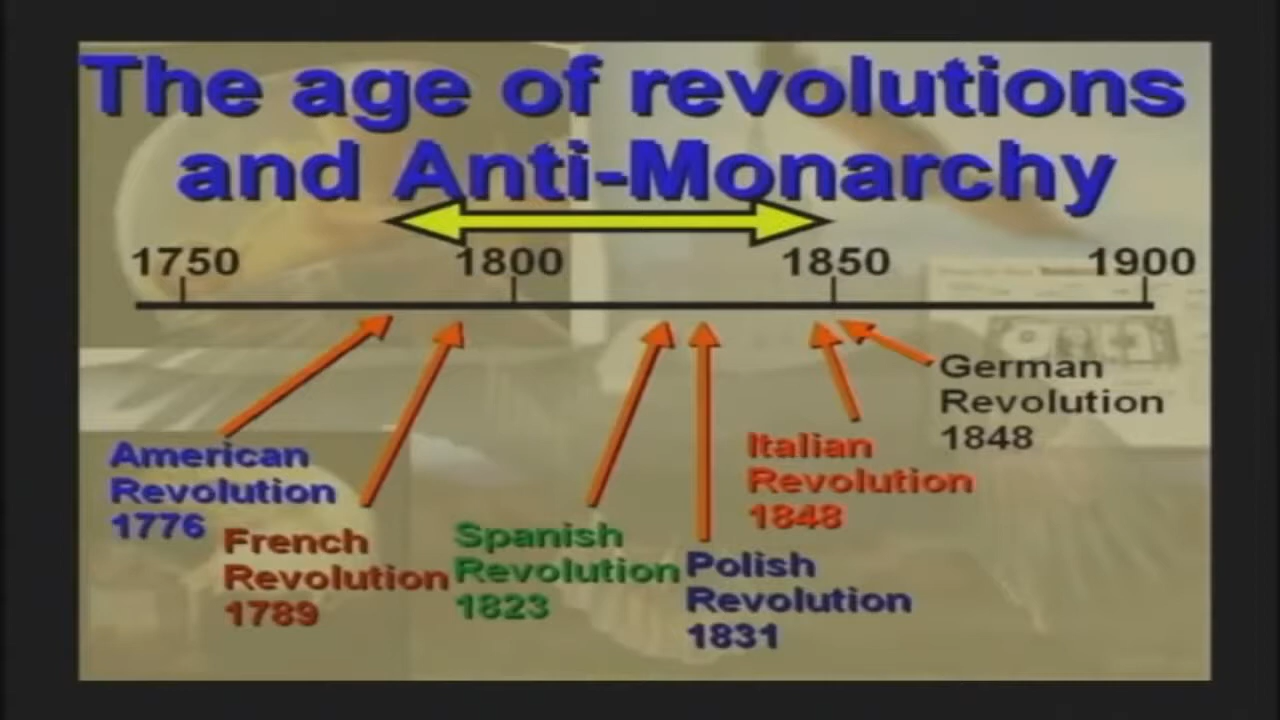 The age of revolutions
and Anti-Monarchy
1750 1800 1850 1900
American
Revolution
1776
French
Revolution
1789
Spanish
Revolution
1823
Polish
Revolution
1831
Italian
Revolution
1848
German
Revolution
1848